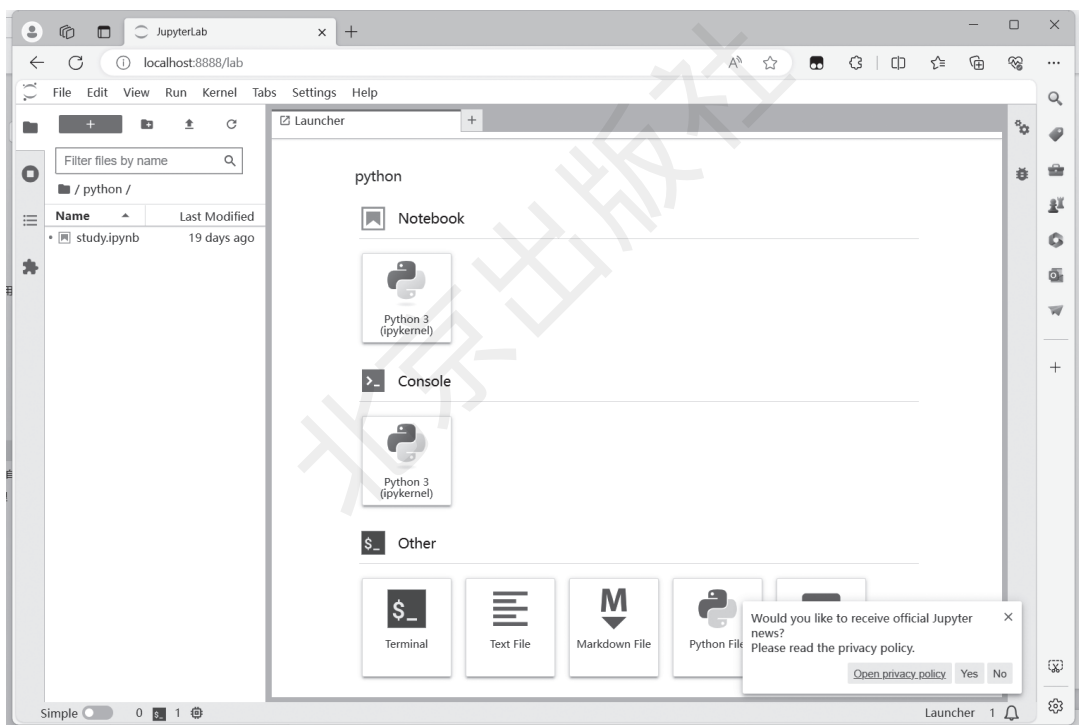 JupyterLab
localhost:8888/lab
File Edit View Run Kernel Tabs Settings Help
Filter files by name
/ python /
Name Last Modified
study.ipynb 19 days ago
Launcher
python
Notebook
Python 3
(ipykernel)
Console
Python 3
(ipykernel)
$_ Other
$_
Terminal
Text File
M
Markdown File
Python File
Would you like to receive official Jupyter
news?
Please read the privacy policy.
Open privacy policy Yes No
Simple 0 $_ 1
Launcher 1
北京出版社